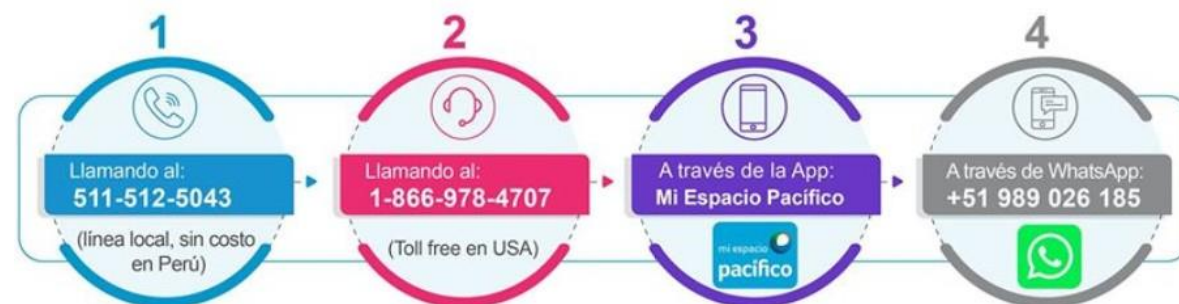 1
Llamando al:
511-512-5043
(línea local, sin costo
en Perú)
2
Llamando al:
1-866-978-4707
(Toll free en USA)
3
A través de la App:
Mi Espacio Pacífico
mi espacio
pacífico
4
A través de WhatsApp:
+51 989 026 185